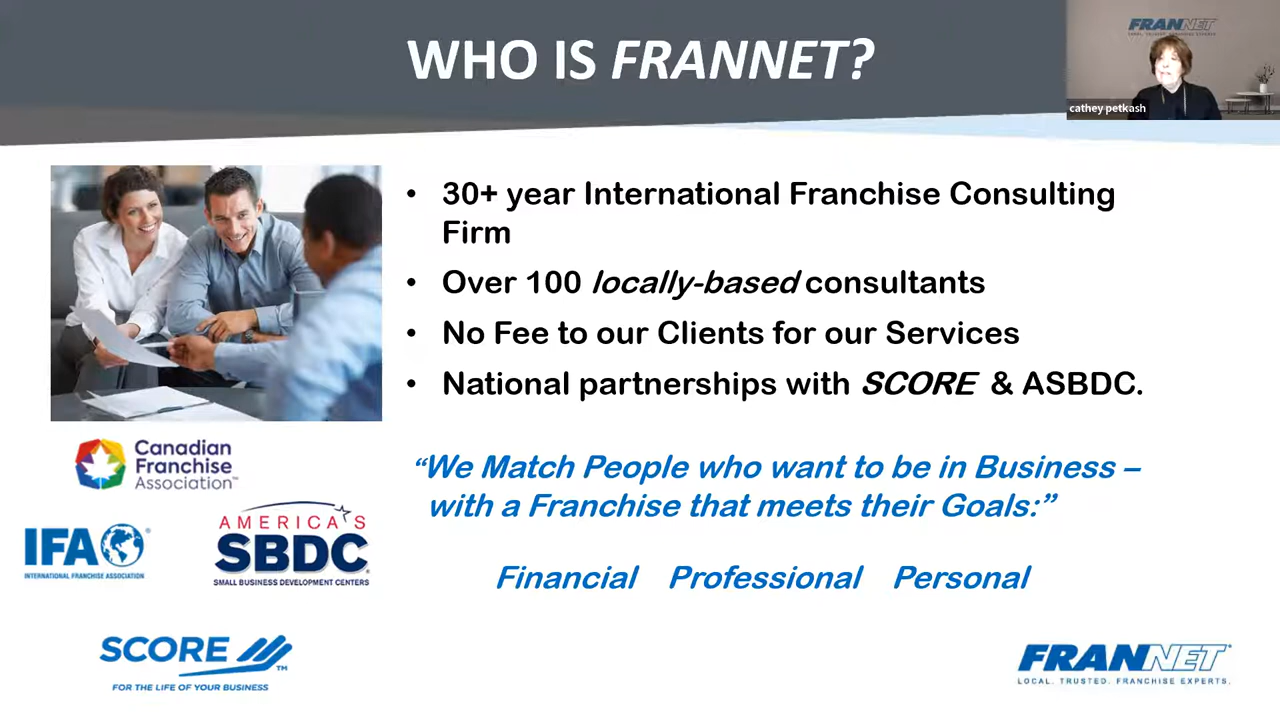 WHO IS FRANNET?
FRANNET
cathey petkash
• 30+ year International Franchise Consulting
Firm
• Over 100 locally-based consultants
• No Fee to our Clients for our Services
• National partnerships with SCORE & ASBDC.
“We Match People who want to be in Business –
with a Franchise that meets their Goals:”
Financial Professional Personal
Canadian
Franchise
Association™
IFA®
INTERNATIONAL FRANCHISE ASSOCIATION
AMERICA'S
SBDC
SMALL BUSINESS DEVELOPMENT CENTERS
SCORE™
FOR THE LIFE OF YOUR BUSINESS
FRANNET
LOCAL. TRUSTED. FRANCHISE EXPERTS.